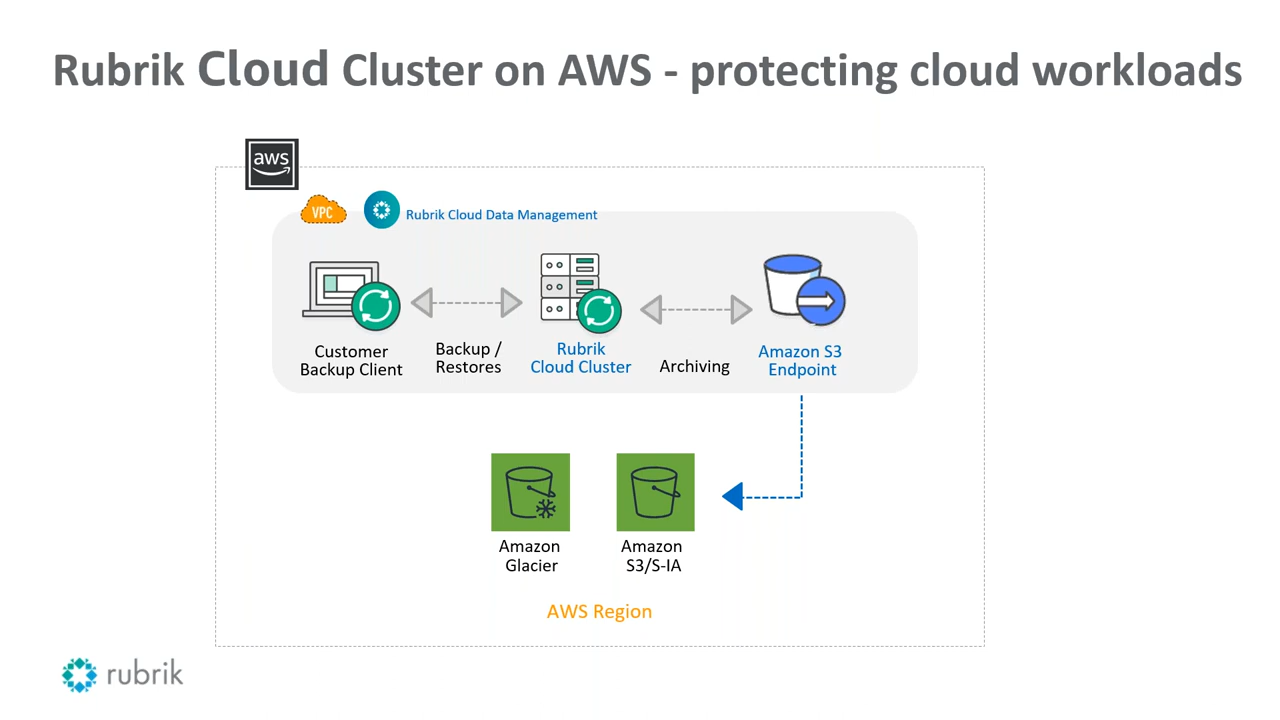 Rubrik Cloud Cluster on AWS - protecting cloud workloads
aws
VPC
Rubrik Cloud Data Management
Customer
Backup Client
Backup /
Restores
Rubrik
Cloud Cluster
Archiving
Amazon S3
Endpoint
Amazon
Glacier
Amazon
S3/S-IA
AWS Region
rubrik